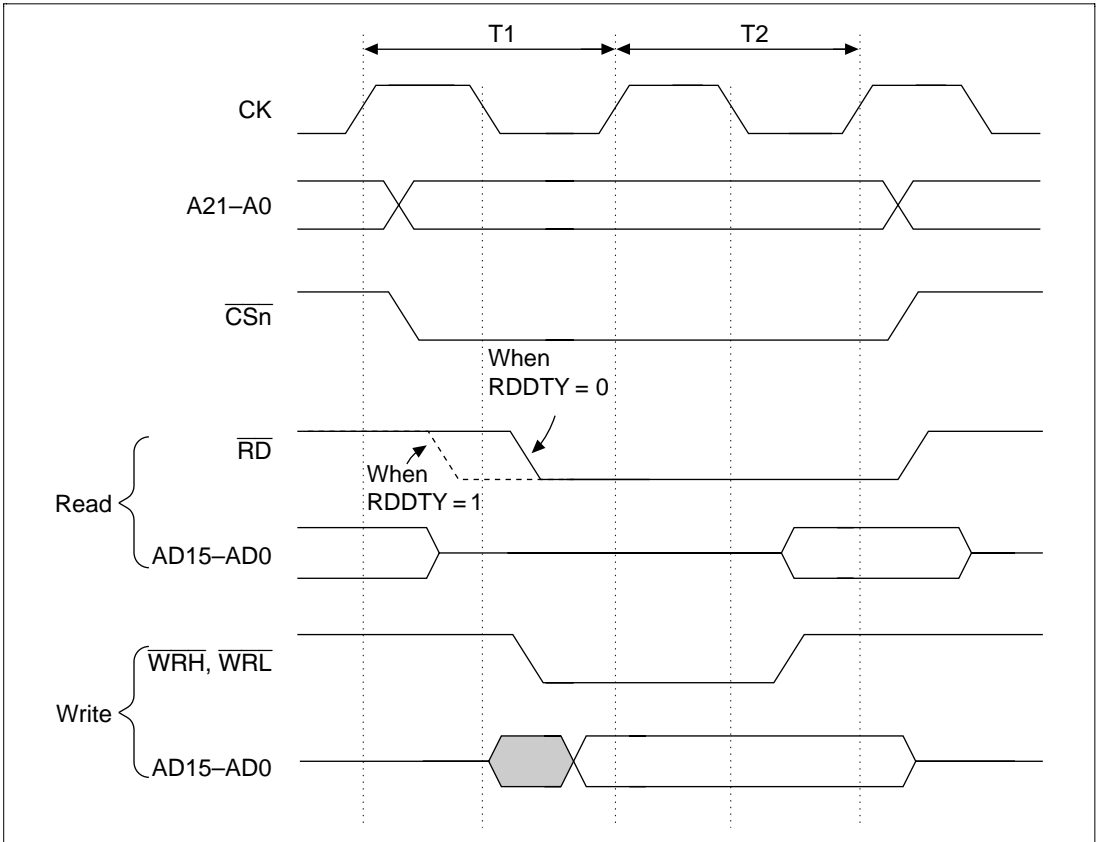 T1
T2
CK
A21–A0
CSn
When
RDDTY = 0
RD
When
RDDTY = 1
Read
AD15–AD0
WRH, WRL
Write
AD15–AD0